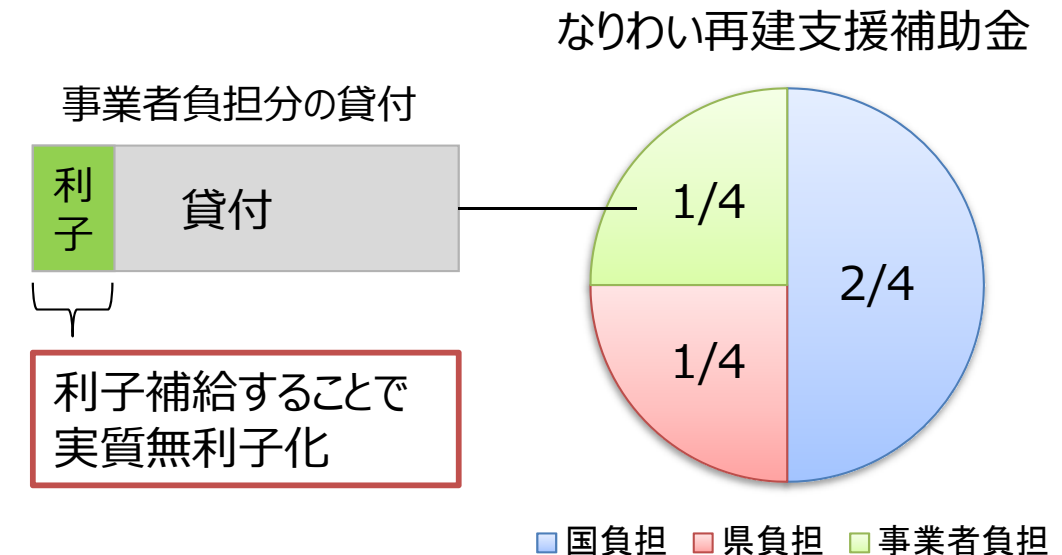 なりわい再建支援補助金
事業者負担分の貸付
利子
貸付
1/4
2/4
1/4
利子補給することで
実質無利子化
国負担 県負担 事業者負担